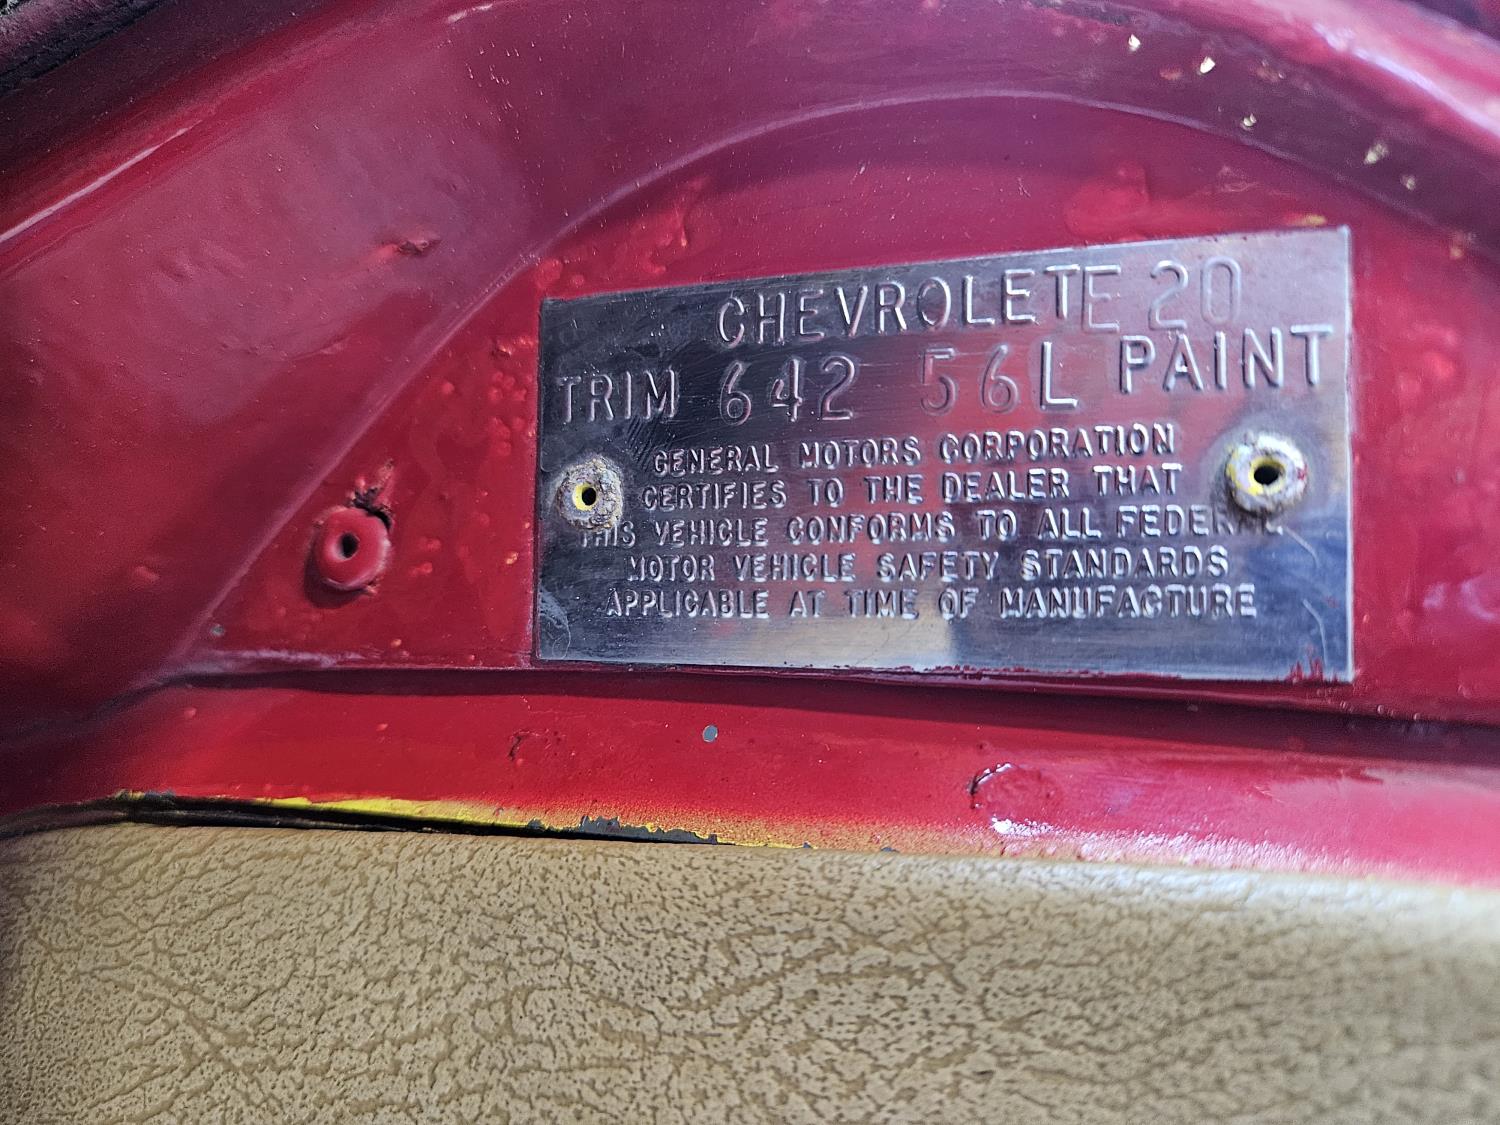 CHEVROLETE 20
TRIM 642 56L PAINT
GENERAL MOTORS CORPORATION
CERTIFIES TO THE DEALER THAT
THIS VEHICLE CONFORMS TO ALL FEDERAL
MOTOR VEHICLE SAFETY STANDARDS
APPLICABLE AT TIME OF MANUFACTURE